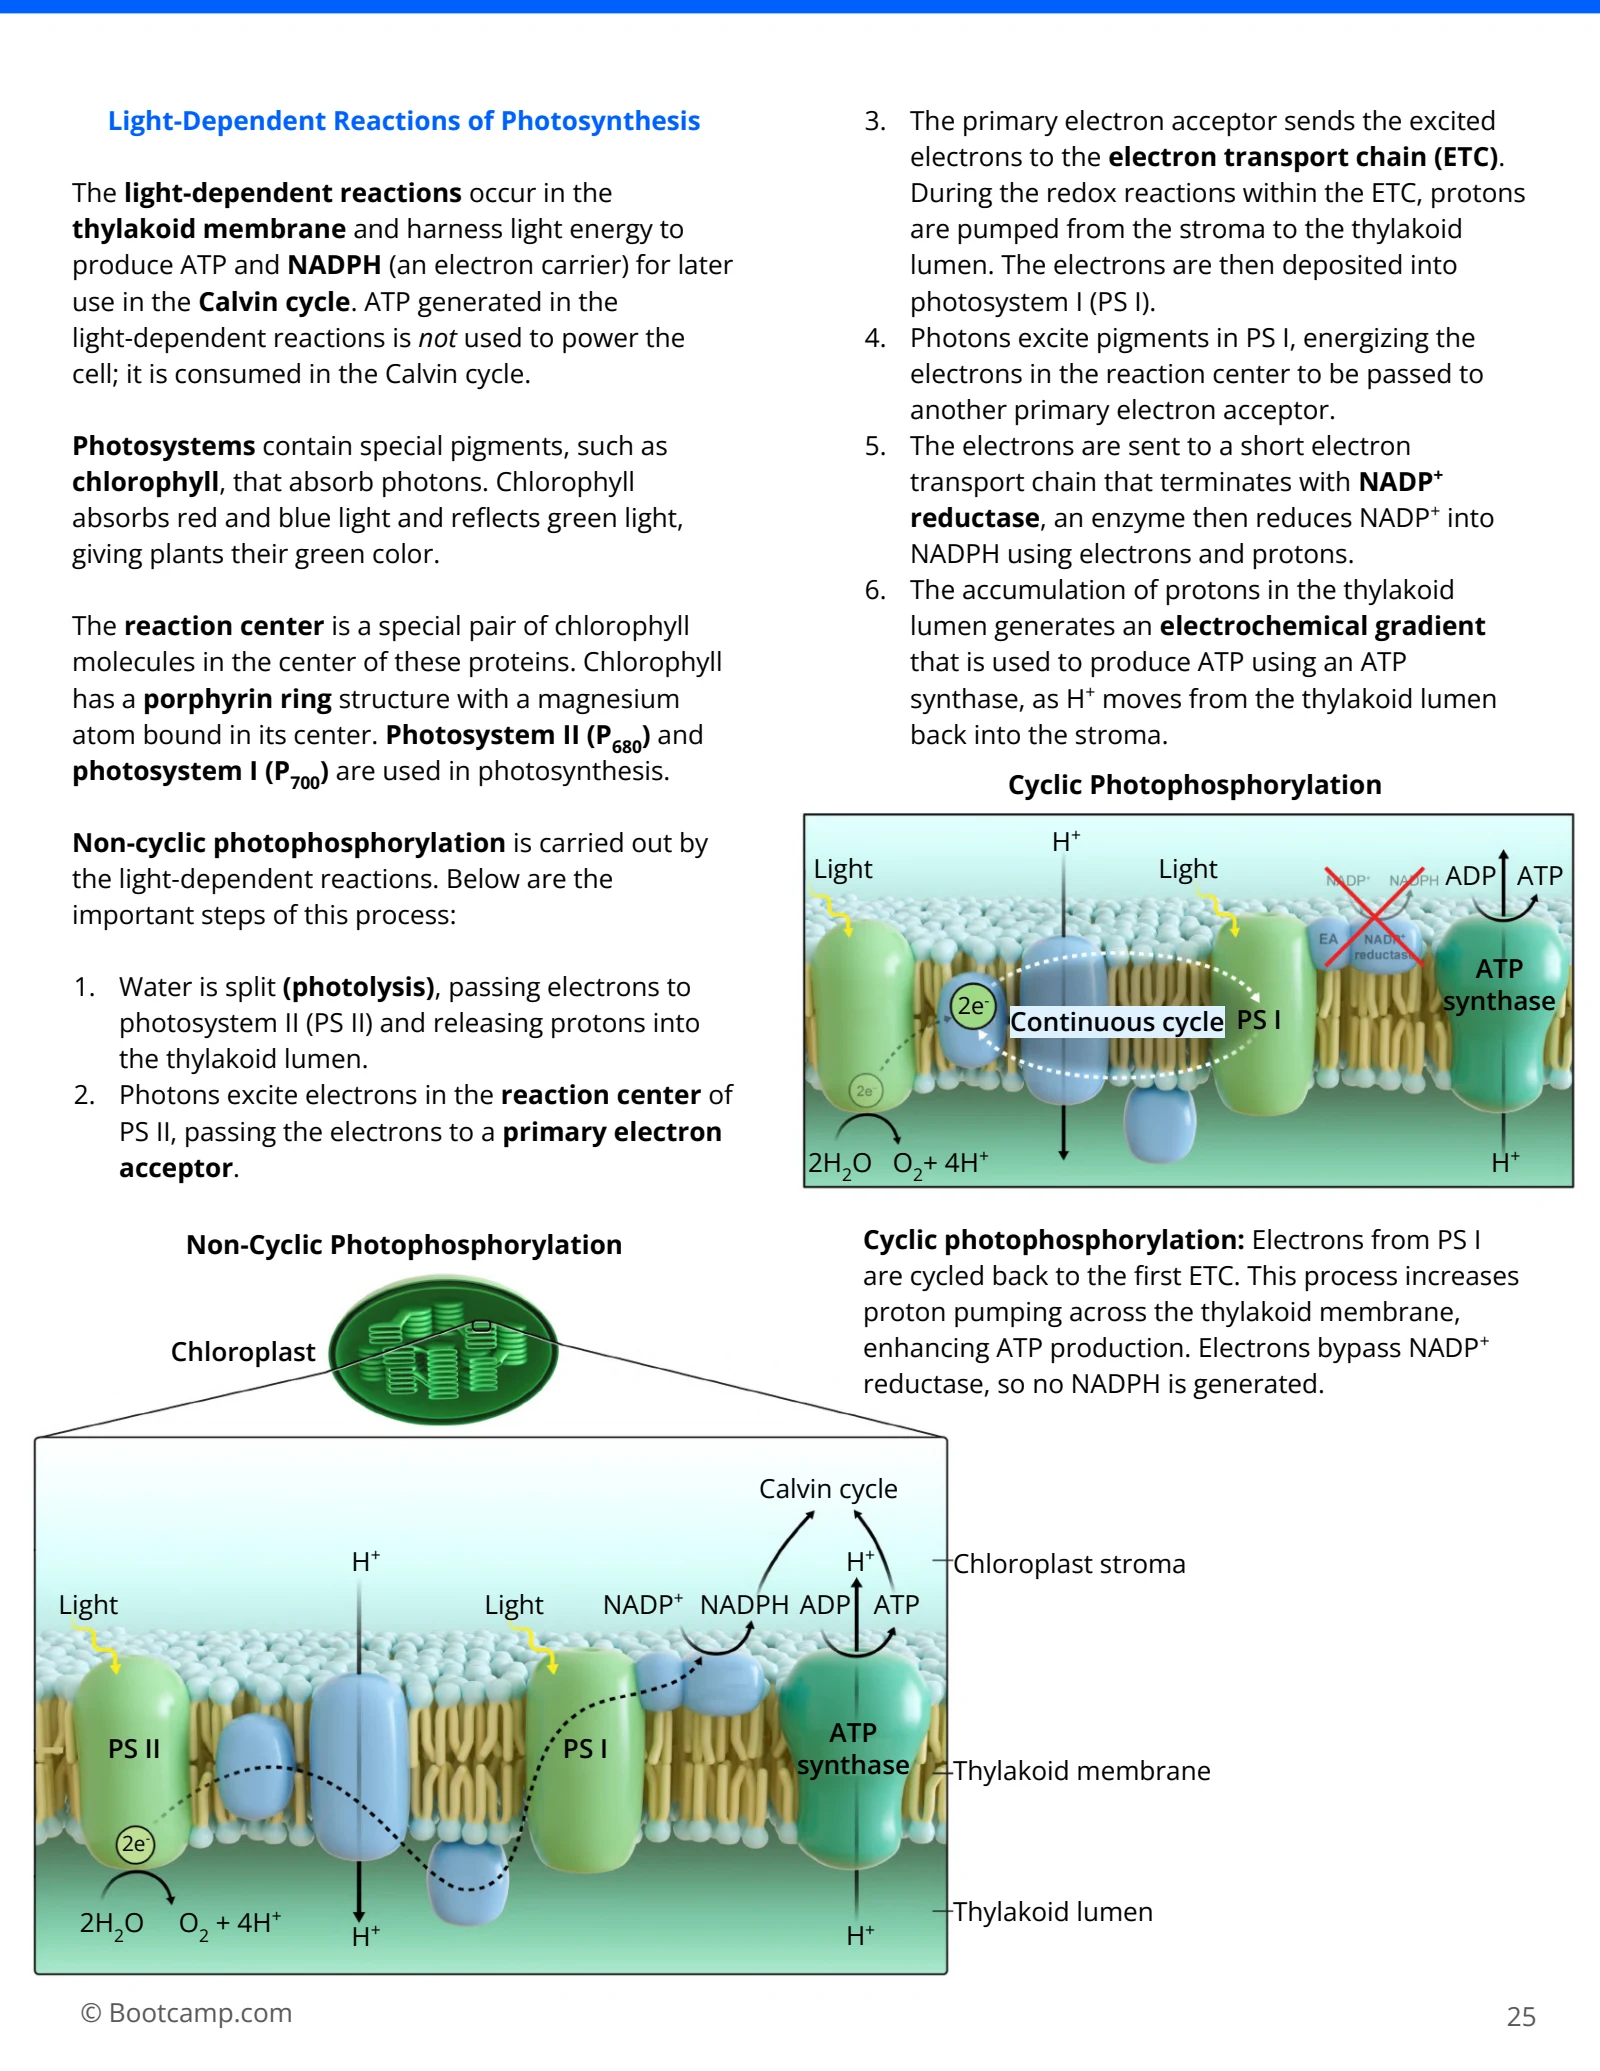 Light-Dependent Reactions of Photosynthesis
The light-dependent reactions occur in the
thylakoid membrane and harness light energy to
produce ATP and NADPH (an electron carrier) for later
use in the Calvin cycle. ATP generated in the
light-dependent reactions is not used to power the
cell; it is consumed in the Calvin cycle.
Photosystems contain special pigments, such as
chlorophyll, that absorb photons. Chlorophyll
absorbs red and blue light and reflects green light,
giving plants their green color.
The reaction center is a special pair of chlorophyll
molecules in the center of these proteins. Chlorophyll
has a porphyrin ring structure with a magnesium
atom bound in its center. Photosystem II (P680) and
photosystem I (P700) are used in photosynthesis.
Non-cyclic photophosphorylation is carried out by
the light-dependent reactions. Below are the
important steps of this process:
1. Water is split (photolysis), passing electrons to
photosystem II (PS II) and releasing protons into
the thylakoid lumen.
2. Photons excite electrons in the reaction center of
PS II, passing the electrons to a primary electron
acceptor.
3. The primary electron acceptor sends the excited
electrons to the electron transport chain (ETC).
During the redox reactions within the ETC, protons
are pumped from the stroma to the thylakoid
lumen. The electrons are then deposited into
photosystem I (PS I).
4. Photons excite pigments in PS I, energizing the
electrons in the reaction center to be passed to
another primary electron acceptor.
5. The electrons are sent to a short electron
transport chain that terminates with NADP⁺
reductase, an enzyme then reduces NADP⁺ into
NADPH using electrons and protons.
6. The accumulation of protons in the thylakoid
lumen generates an electrochemical gradient
that is used to produce ATP using an ATP
synthase, as H⁺ moves from the thylakoid lumen
back into the stroma.
Cyclic Photophosphorylation
H⁺
Light
Light
NADP⁺ NADPH ADP ATP
EA NADP⁺
reductase
ATP
synthase
2e⁻
Continuous cycle PS I
2e⁻
2H₂O O₂+ 4H⁺
H⁺
Cyclic photophosphorylation: Electrons from PS I
are cycled back to the first ETC. This process increases
proton pumping across the thylakoid membrane,
enhancing ATP production. Electrons bypass NADP⁺
reductase, so no NADPH is generated.
Non-Cyclic Photophosphorylation
Chloroplast
Calvin cycle
H⁺
H⁺
Chloroplast stroma
Light
Light
NADP⁺ NADPH ADP ATP
PS II
PS I
ATP
synthase
Thylakoid membrane
2e⁻
2H₂O O₂ + 4H⁺
H⁺
H⁺
Thylakoid lumen
© Bootcamp.com
25